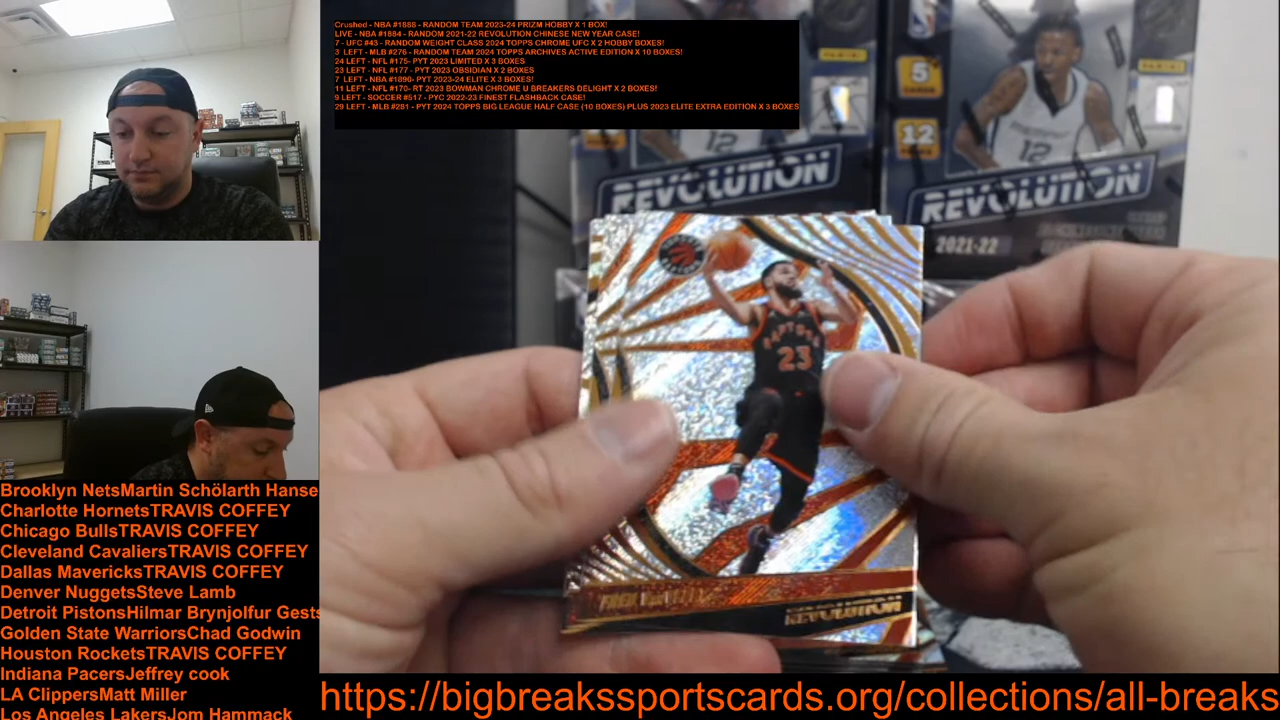 Crushed - NBA #1888 - RANDOM TEAM 2023-24 PRIZM HOBBY X 1 BOX!
LIVE - NBA #1884 - RANDOM 2021-22 REVOLUTION CHINESE NEW YEAR CASE!
7 - UFC #43 - RANDOM WEIGHT CLASS 2024 TOPPS CHROME UFC X 2 HOBBY BOXES!
3 LEFT - MLB #276 - RANDOM TEAM 2024 TOPPS ARCHIVES ACTIVE EDITION X 10 BOXES!
24 LEFT - NFL #175- PYT 2023 LIMITED X 3 BOXES
23 LEFT - NFL #177 - PYT 2023 OBSIDIAN X 2 BOXES
7 LEFT - NBA #1890- PYT 2023-24 ELITE X 3 BOXES!
11 LEFT - NFL #170- RT 2023 BOWMAN CHROME U BREAKERS DELIGHT X 2 BOXES!
9 LEFT - SOCCER #517 - PYC 2022-23 FINEST FLASHBACK CASE!
29 LEFT - MLB #281 - PYT 2024 TOPPS BIG LEAGUE HALF CASE (10 BOXES) PLUS 2023 ELITE EXTRA EDITION X 3 BOXES
5
12
12
12
REVOLUTION
REVOLUTION
2021-22
RAPTORS
23
FRED
REVOLUTION
Brooklyn NetsMartin Schölarth Hanse
Charlotte HornetsTRAVIS COFFEY
Chicago BullsTRAVIS COFFEY
Cleveland CavaliersTRAVIS COFFEY
Dallas MavericksTRAVIS COFFEY
Denver NuggetsSteve Lamb
Detroit PistonsHilmar Brynjolfur Gests
Golden State WarriorsChad Godwin
Houston RocketsTRAVIS COFFEY
Indiana PacersJeffrey cook
LA ClippersMatt Miller
Los Angeles LakersJom Hammack
https://bigbreakssportscards.org/collections/all-breaks